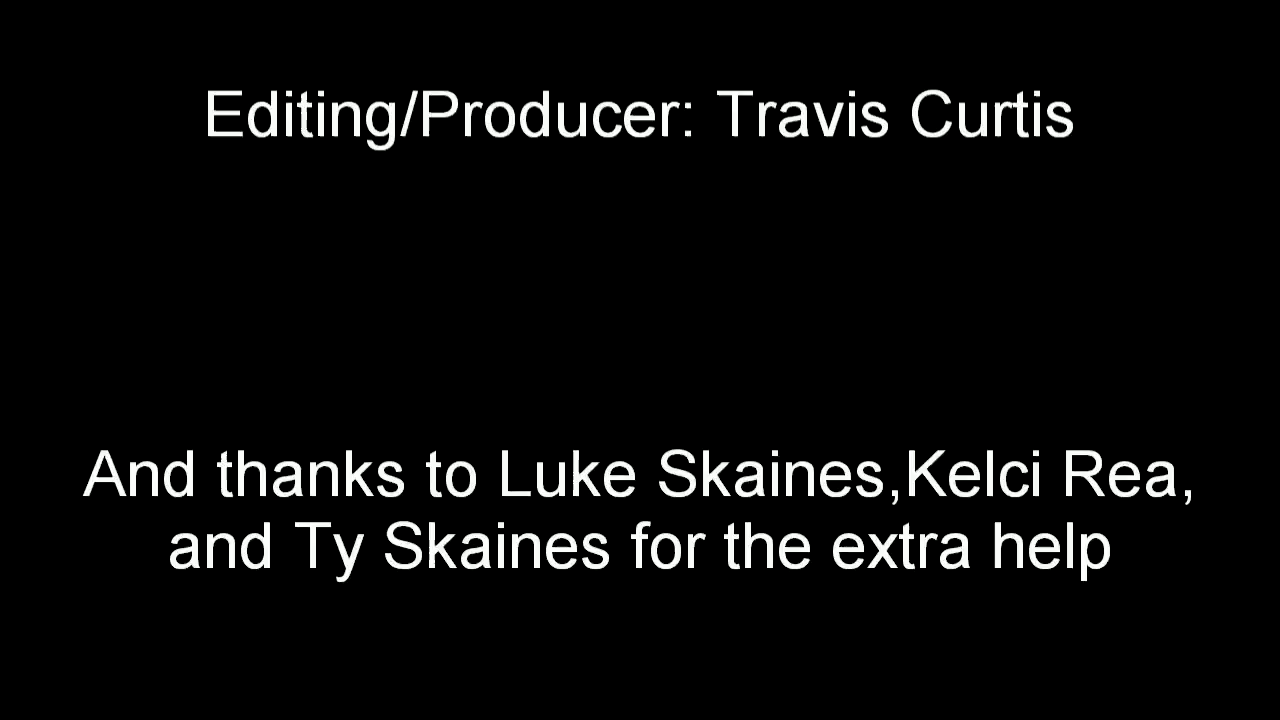 Editing/Producer: Travis Curtis
And thanks to Luke Skaines,Kelci Rea,
and Ty Skaines for the extra help